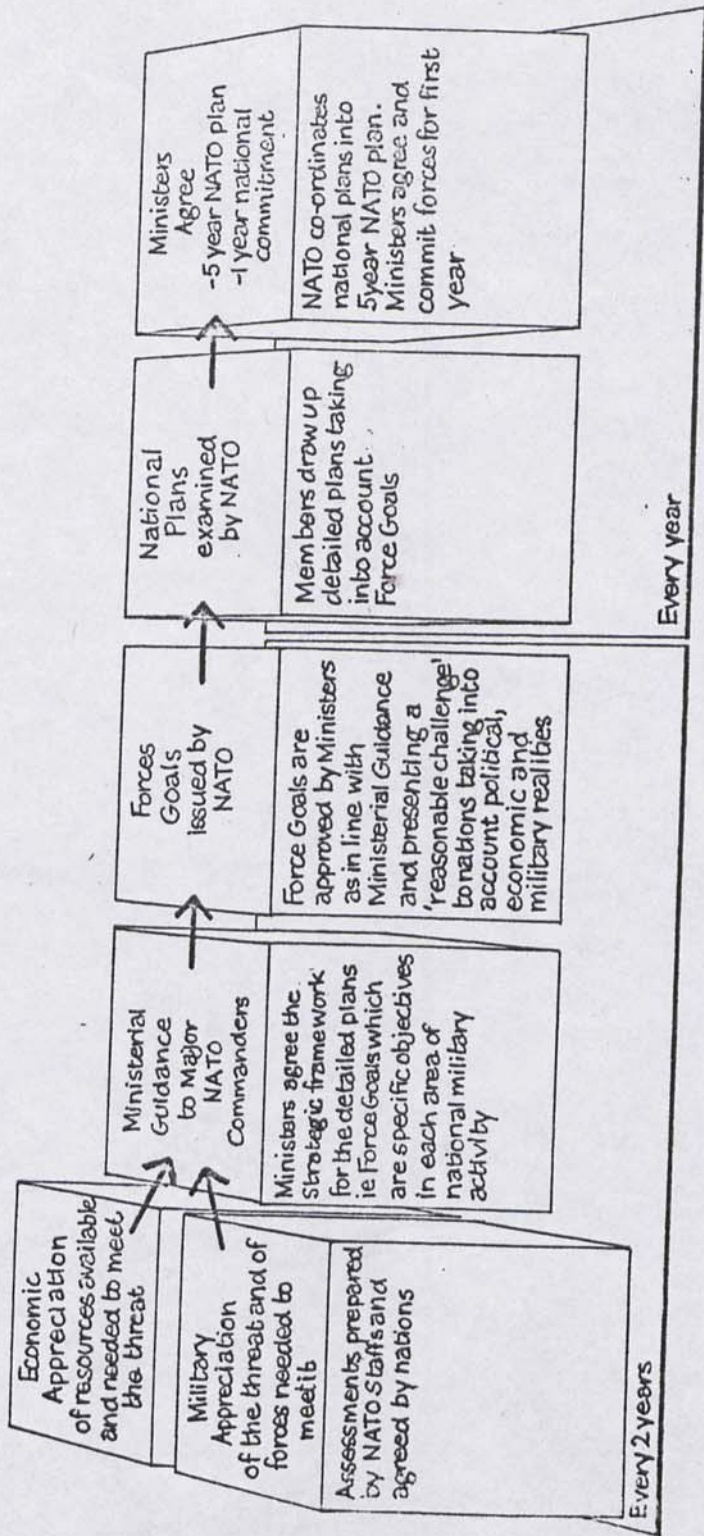 Economic
Appreciation
of resources available
and needed to meet
the threat
Military
Appreciation
of the threat and of
forces needed to
meet it
Assessments prepared
by NATO Staffs and
agreed by nations
Every 2 years
Ministerial
Guidance
to Major
NATO
Commanders
Ministers agree the
Strategic framework
for the detailed plans
ie Force Goals which
are specific objectives
in each area of
national military
activity
Forces
Goals
issued by
NATO
Force Goals are
approved by Ministers
as in line with
Ministerial Guidance
and presenting a
'reasonable challenge'
to nations taking into
account political,
economic and
military realities
National
Plans
examined
by NATO
Members draw up
detailed plans taking
into account
Force Goals
Every year
Ministers
Agree
-5 year NATO plan
-1 year national
commitment
NATO co-ordinates
national plans into
5year NATO plan.
Ministers agree and
commit forces for first
year